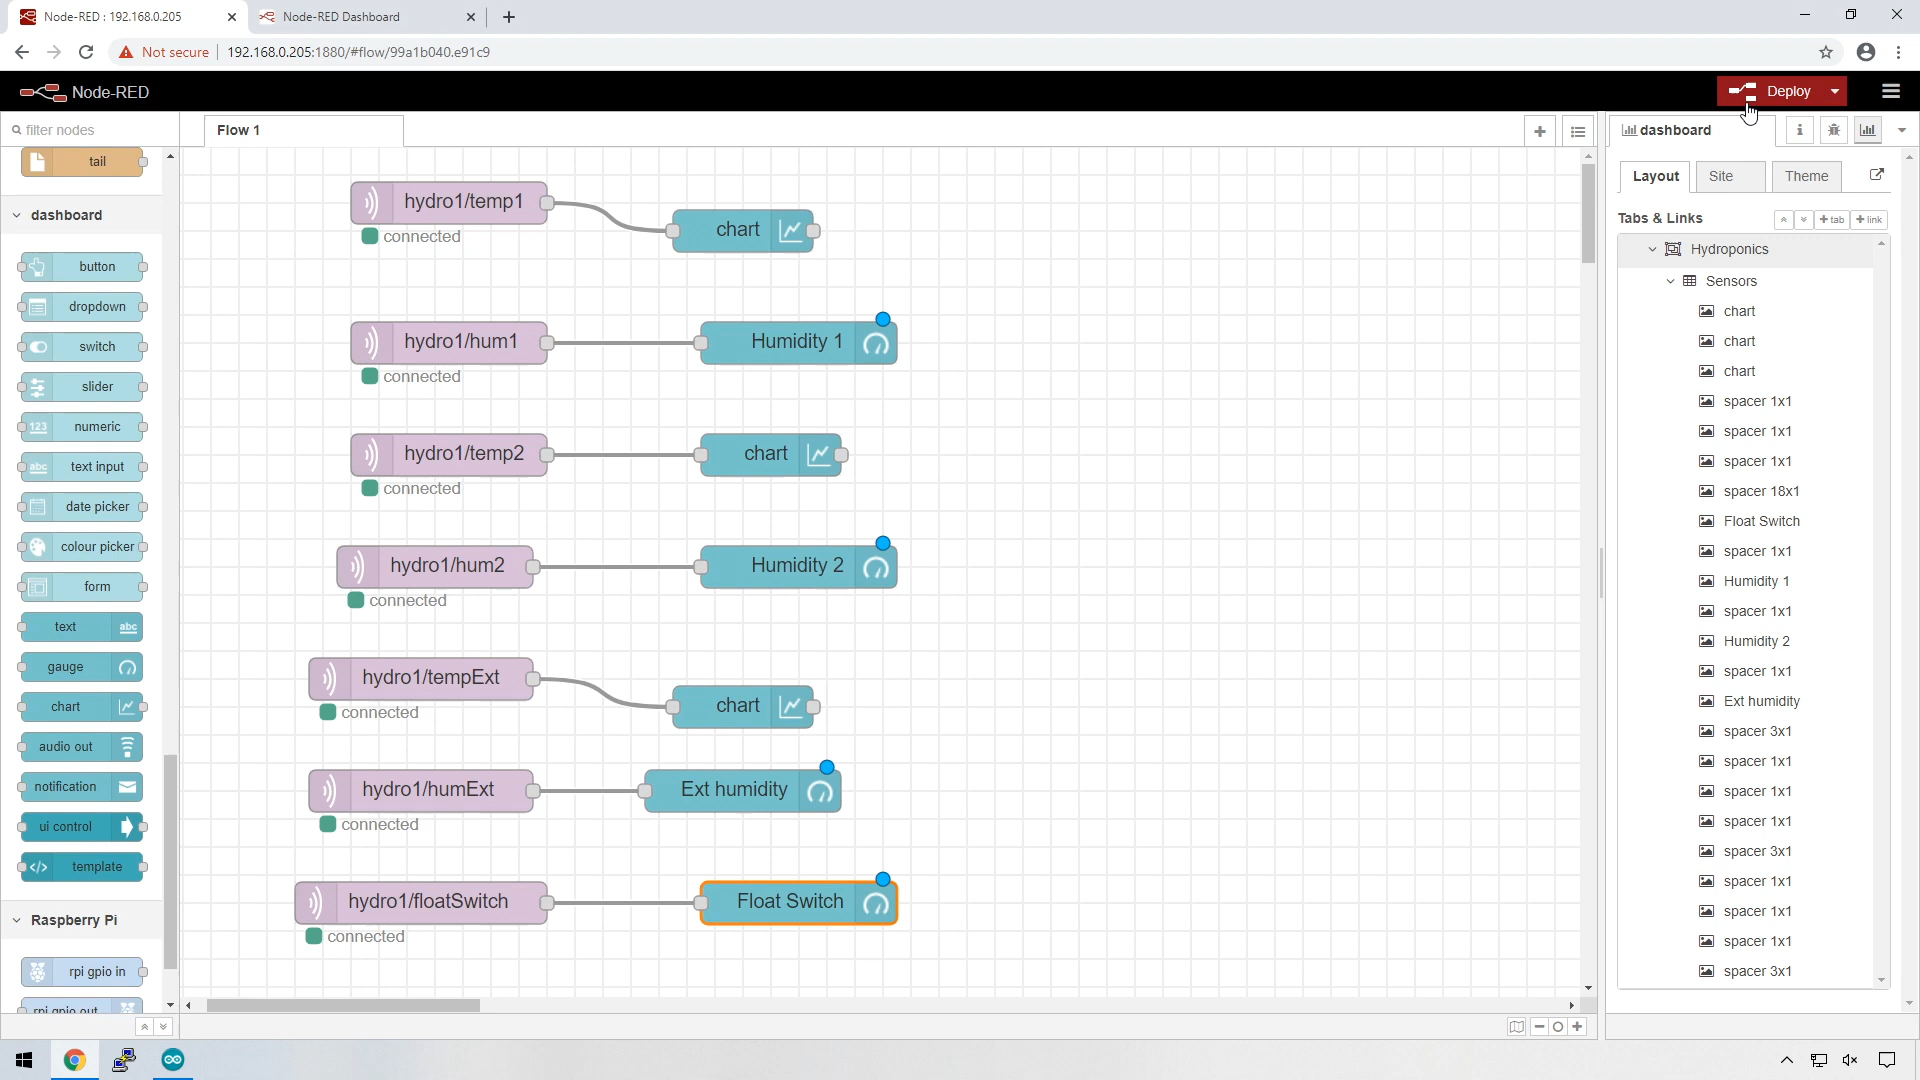 Node-RED : 192.168.0.205
Node-RED Dashboard
Not secure
192.168.0.205:1880/#flow/99a1b040.e91c9
Node-RED
Deploy
filter nodes
tail
dashboard
button
dropdown
switch
slider
123 numeric
abc text input
date picker
colour picker
form
text abc
gauge
chart
audio out
notification
ui control
</> template
Raspberry Pi
rpi gpio in
rpi gpio out
Flow 1
hydro1/temp1
connected
chart
hydro1/hum1
connected
Humidity 1
hydro1/temp2
connected
chart
hydro1/hum2
connected
Humidity 2
hydro1/tempExt
connected
chart
hydro1/humExt
connected
Ext humidity
hydro1/floatSwitch
connected
Float Switch
dashboard
i
Layout
Site
Theme
Tabs & Links
+ tab
+ link
Hydroponics
Sensors
chart
chart
chart
spacer 1x1
spacer 1x1
spacer 1x1
spacer 18x1
Float Switch
spacer 1x1
Humidity 1
spacer 1x1
Humidity 2
spacer 1x1
Ext humidity
spacer 3x1
spacer 1x1
spacer 1x1
spacer 1x1
spacer 3x1
spacer 1x1
spacer 1x1
spacer 1x1
spacer 3x1